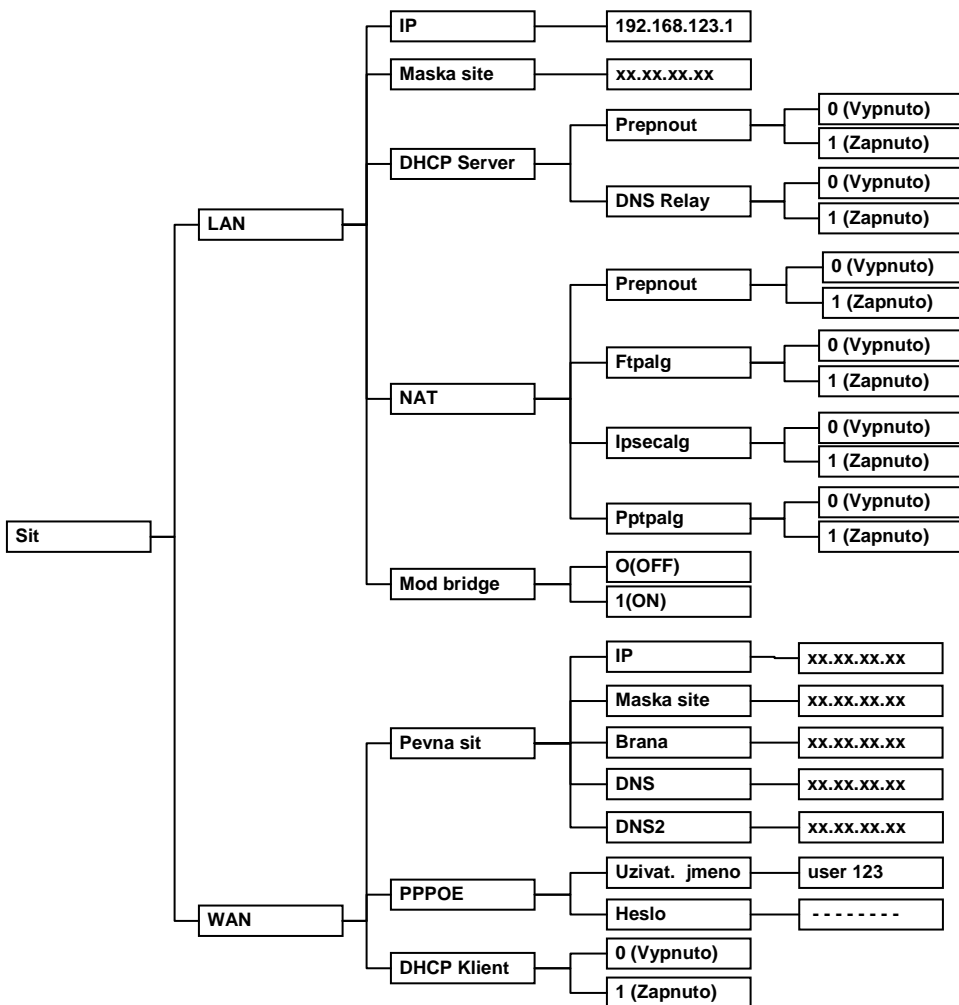 IP
192.168.123.1
Maska site
xx.xx.xx.xx
0 (Vypnuto)
Prepnout
1 (Zapnuto)
DHCP Server
0 (Vypnuto)
DNS Relay
1 (Zapnuto)
LAN
0 (Vypnuto)
Prepnout
1 (Zapnuto)
0 (Vypnuto)
Ftpalg
1 (Zapnuto)
NAT
0 (Vypnuto)
Ipsecalg
1 (Zapnuto)
0 (Vypnuto)
Pptpalg
1 (Zapnuto)
Sit
O(OFF)
Mod bridge
1(ON)
IP
xx.xx.xx.xx
Maska site
xx.xx.xx.xx
Pevna sit
Brana
xx.xx.xx.xx
DNS
xx.xx.xx.xx
DNS2
xx.xx.xx.xx
Uzivat. jmeno
user 123
PPPOE
Heslo
- - - - - - - -
WAN
0 (Vypnuto)
DHCP Klient
1 (Zapnuto)